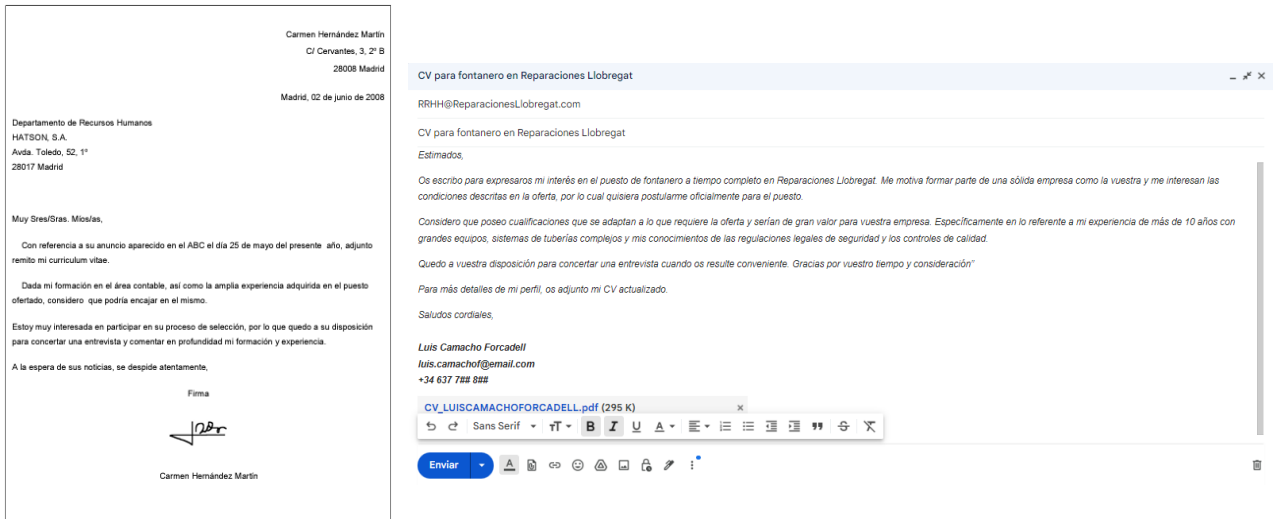 Carmen Hernández Martín
C/ Cervantes, 3, 2º B
28008 Madrid
Madrid, 02 de junio de 2008
Departamento de Recursos Humanos
HATSON, S.A.
Avda. Toledo, 52, 1º
28017 Madrid
Muy Sres/Sras. Míos/as,
Con referencia a su anuncio aparecido en el ABC el día 25 de mayo del presente año, adjunto
remito mi curriculum vitae.
Dada mi formación en el área contable, así como la amplia experiencia adquirida en el puesto
ofertado, considero que podría encajar en el mismo.
Estoy muy interesada en participar en su proceso de selección, por lo que quedo a su disposición
para concertar una entrevista y comentar en profundidad mi formación y experiencia.
A la espera de sus noticias, se despide atentamente,
Firma
Carmen Hernández Martín
CV para fontanero en Reparaciones Llobregat
RRHH@ReparacionesLlobregat.com
CV para fontanero en Reparaciones Llobregat
Estimados,
Os escribo para expresaros mi interés en el puesto de fontanero a tiempo completo en Reparaciones Llobregat. Me motiva formar parte de una sólida empresa como la vuestra y me interesan las
condiciones descritas en la oferta, por lo cual quisiera postularme oficialmente para el puesto.
Considero que poseo cualificaciones que se adaptan a lo que requiere la oferta y serían de gran valor para vuestra empresa. Específicamente en lo referente a mi experiencia de más de 10 años con
grandes equipos, sistemas de tuberías complejos y mis conocimientos de las regulaciones legales de seguridad y los controles de calidad.
Quedo a vuestra disposición para concertar una entrevista cuando os resulte conveniente. Gracias por vuestro tiempo y consideración"
Para más detalles de mi perfil, os adjunto mi CV actualizado.
Saludos cordiales,
Luis Camacho Forcadell
luis.camachof@email.com
+34 637 7## 8##
CV_LUISCAMACHOFORCADELL.pdf (295 K)
Sans Serif
Enviar